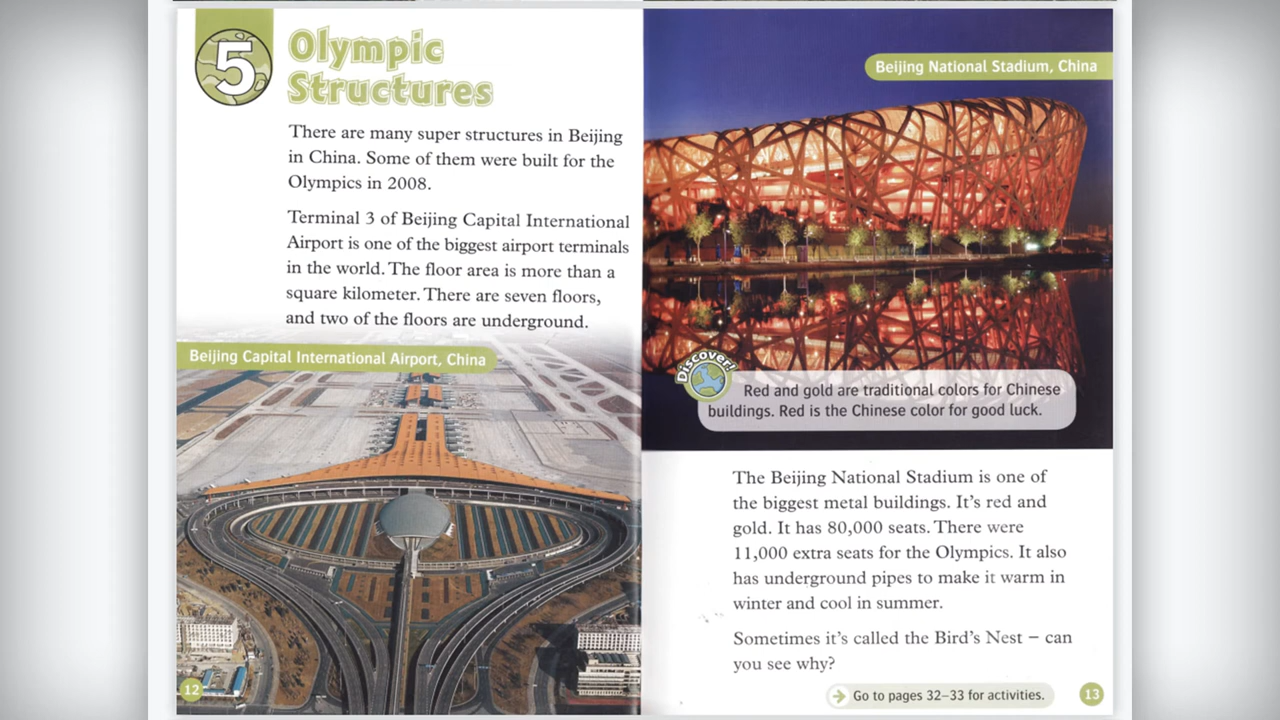 5
Olympic
Structures
There are many super structures in Beijing
in China. Some of them were built for the
Olympics in 2008.
Terminal 3 of Beijing Capital International
Airport is one of the biggest airport terminals
in the world. The floor area is more than a
square kilometer. There are seven floors,
and two of the floors are underground.
Beijing Capital International Airport, China
12
Beijing National Stadium, China
Discover!
Red and gold are traditional colors for Chinese
buildings. Red is the Chinese color for good luck.
The Beijing National Stadium is one of
the biggest metal buildings. It's red and
gold. It has 80,000 seats. There were
11,000 extra seats for the Olympics. It also
has underground pipes to make it warm in
winter and cool in summer.
Sometimes it's called the Bird's Nest – can
you see why?
Go to pages 32–33 for activities.
13